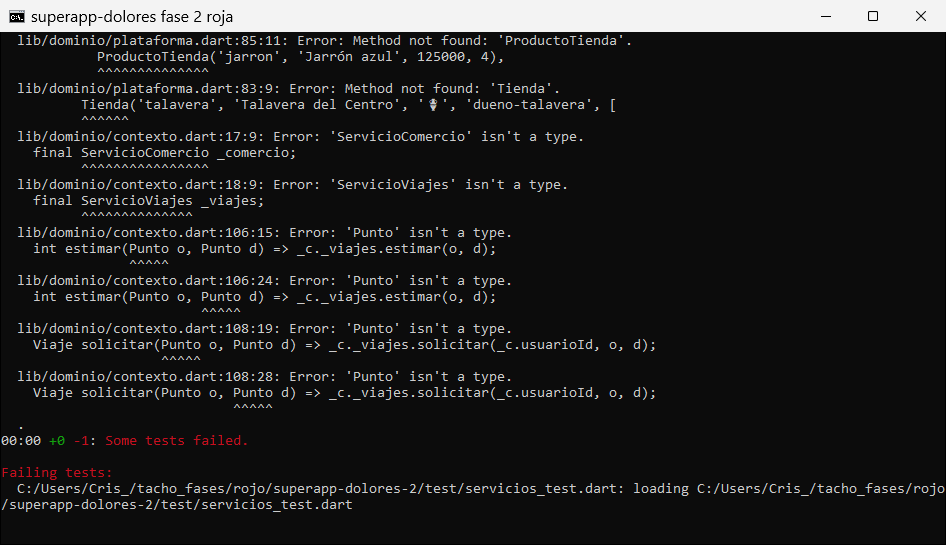 superapp-dolores fase 2 roja
lib/dominio/plataforma.dart:85:11: Error: Method not found: 'ProductoTienda'.
ProductoTienda('jarron', 'Jarrón azul', 125000, 4),
^^^^^^^^^^^^^^
lib/dominio/plataforma.dart:83:9: Error: Method not found: 'Tienda'.
Tienda('talavera', 'Talavera del Centro', '🏺', 'dueno-talavera', [
^^^^^^
lib/dominio/contexto.dart:17:9: Error: 'ServicioComercio' isn't a type.
final ServicioComercio _comercio;
^^^^^^^^^^^^^^^^
lib/dominio/contexto.dart:18:9: Error: 'ServicioViajes' isn't a type.
final ServicioViajes _viajes;
^^^^^^^^^^^^^^
lib/dominio/contexto.dart:106:15: Error: 'Punto' isn't a type.
int estimar(Punto o, Punto d) => _c._viajes.estimar(o, d);
^^^^^
lib/dominio/contexto.dart:106:24: Error: 'Punto' isn't a type.
int estimar(Punto o, Punto d) => _c._viajes.estimar(o, d);
^^^^^
lib/dominio/contexto.dart:108:19: Error: 'Punto' isn't a type.
Viaje solicitar(Punto o, Punto d) => _c._viajes.solicitar(_c.usuarioId, o, d);
^^^^^
lib/dominio/contexto.dart:108:28: Error: 'Punto' isn't a type.
Viaje solicitar(Punto o, Punto d) => _c._viajes.solicitar(_c.usuarioId, o, d);
^^^^^
.
00:00 +0 -1: Some tests failed.
Failing tests:
C:/Users/Cris_/tacho_fases/rojo/superapp-dolores-2/test/servicios_test.dart: loading C:/Users/Cris_/tacho_fases/rojo
/superapp-dolores-2/test/servicios_test.dart